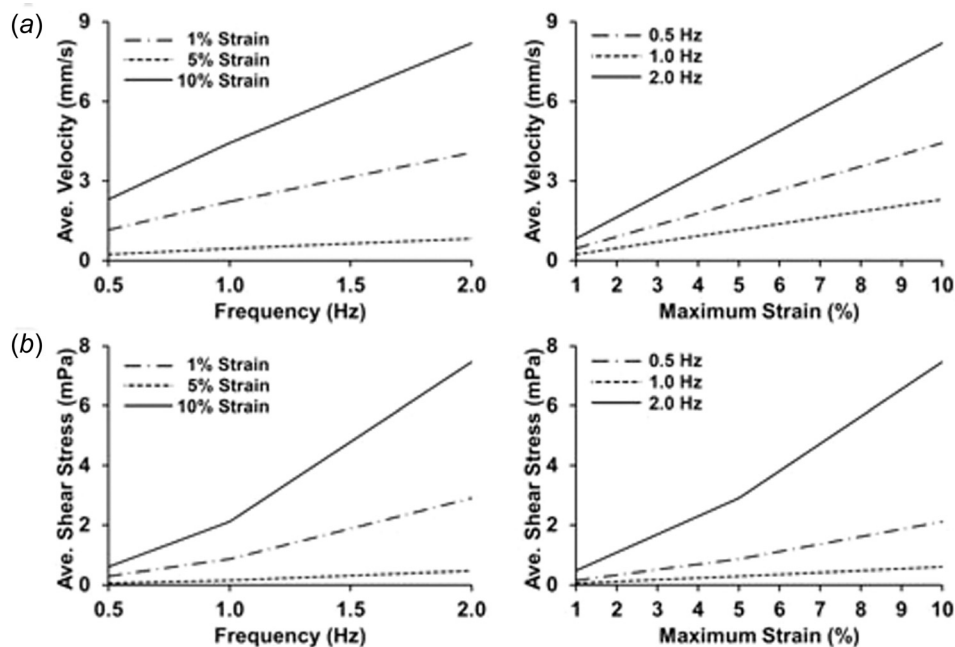 (a)
Ave. Velocity (mm/s)
9
6
3
0
1% Strain
5% Strain
10% Strain
0.5 1.0 1.5 2.0
Frequency (Hz)
Ave. Velocity (mm/s)
9
6
3
0
0.5 Hz
1.0 Hz
2.0 Hz
1 2 3 4 5 6 7 8 9 10
Maximum Strain (%)
(b)
Ave. Shear Stress (mPa)
8
6
4
2
0
1% Strain
5% Strain
10% Strain
0.5 1.0 1.5 2.0
Frequency (Hz)
Ave. Shear Stress (mPa)
8
6
4
2
0
0.5 Hz
1.0 Hz
2.0 Hz
1 2 3 4 5 6 7 8 9 10
Maximum Strain (%)